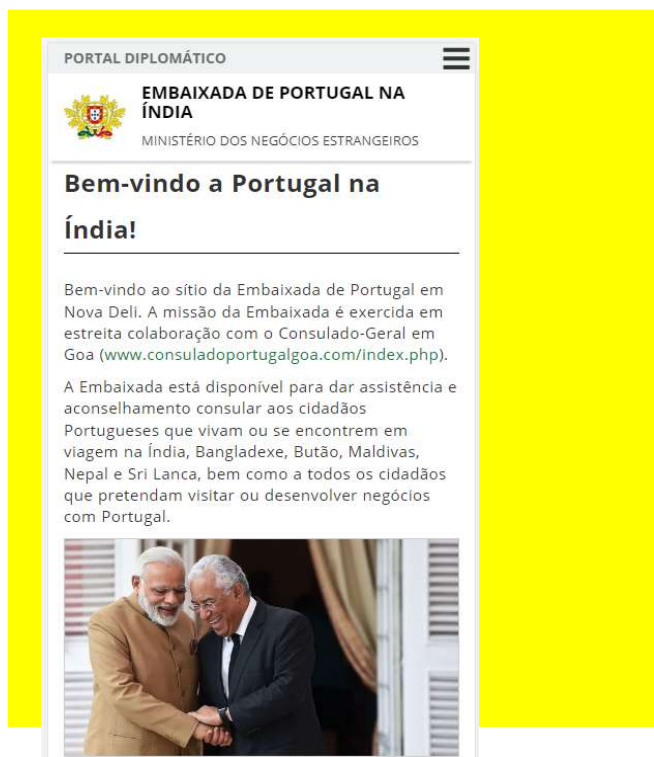 PORTAL DIPLOMÁTICO
EMBAIXADA DE PORTUGAL NA
ÍNDIA
MINISTÉRIO DOS NEGÓCIOS ESTRANGEIROS
Bem-vindo a Portugal na
Índia!
Bem-vindo ao sítio da Embaixada de Portugal em
Nova Deli. A missão da Embaixada é exercida em
estreita colaboração com o Consulado-Geral em
Goa (www.consuladoportugalgoa.com/index.php).
A Embaixada está disponível para dar assistência e
aconselhamento consular aos cidadãos
Portugueses que vivam ou se encontrem em
viagem na Índia, Bangladexe, Butão, Maldivas,
Nepal e Sri Lanca, bem como a todos os cidadãos
que pretendam visitar ou desenvolver negócios
com Portugal.